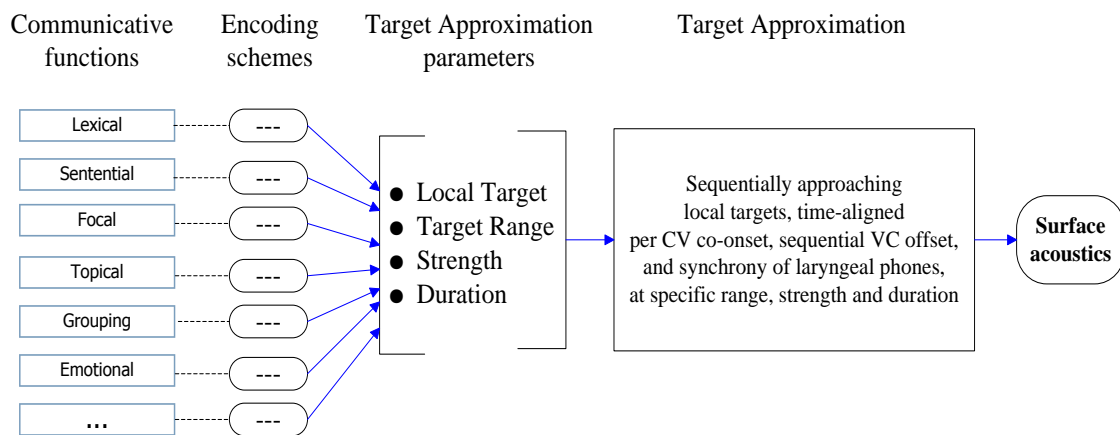 Communicative
functions
Encoding
schemes
Target Approximation
parameters
Target Approximation
Lexical
---
Sentential
---
Focal
---
Topical
---
Grouping
---
Emotional
---
...
---
● Local Target
● Target Range
● Strength
● Duration
Sequentially approaching
local targets, time-aligned
per CV co-onset, sequential VC offset,
and synchrony of laryngeal phones,
at specific range, strength and duration
Surface
acoustics